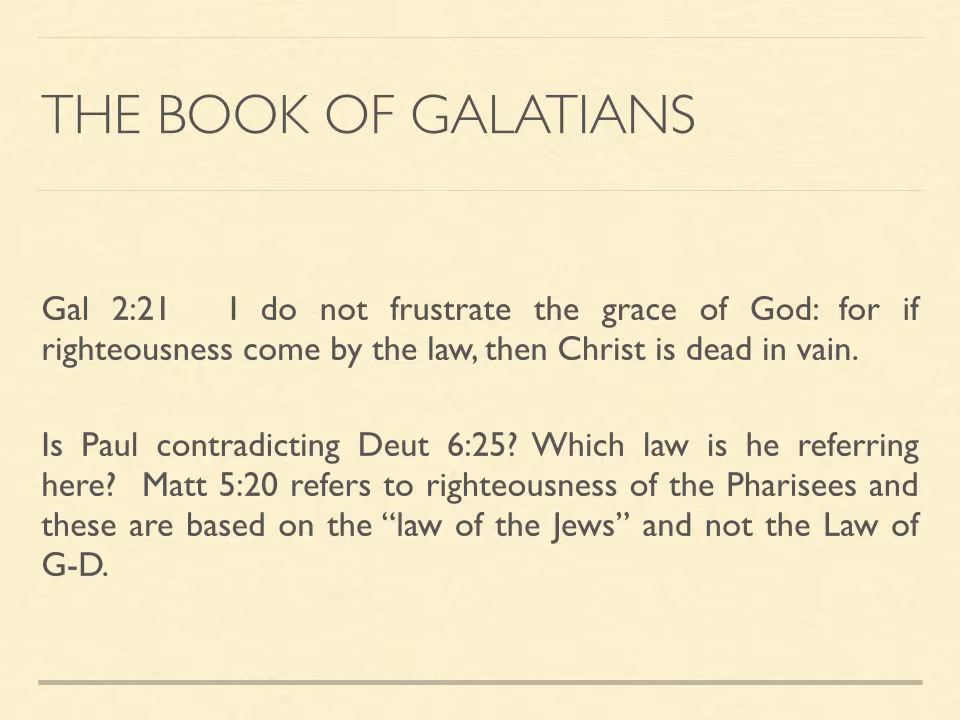 THE BOOK OF GALATIANS
Gal 2:21 I do not frustrate the grace of God: for if
righteousness come by the law, then Christ is dead in vain.
Is Paul contradicting Deut 6:25? Which law is he referring
here? Matt 5:20 refers to righteousness of the Pharisees and
these are based on the “law of the Jews” and not the Law of
G-D.